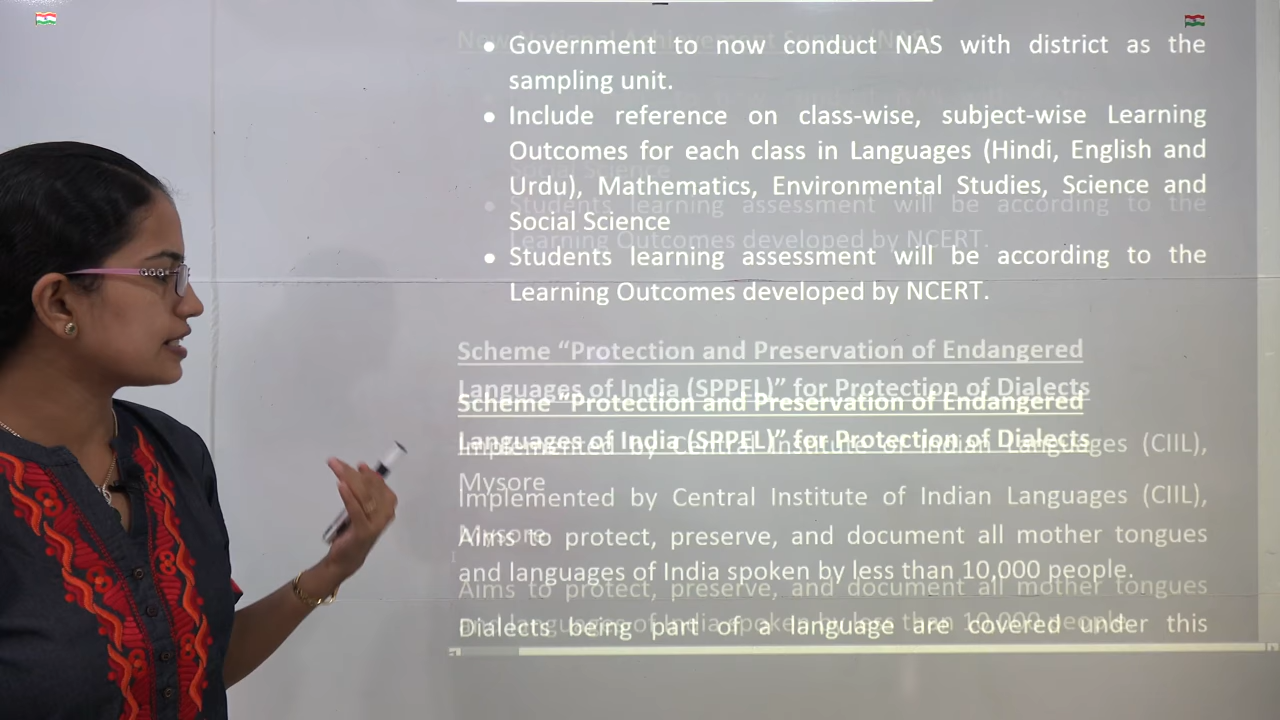 New National Achievement Survey (NAS)
• Government to now conduct NAS with district as the
sampling unit.
• Include reference on class-wise, subject-wise Learning
Outcomes for each class in Languages (Hindi, English and
Urdu), Mathematics, Environmental Studies, Science and
Social Science
• Students learning assessment will be according to the
Learning Outcomes developed by NCERT.
Scheme “Protection and Preservation of Endangered
Languages of India (SPPEL)” for Protection of Dialects
Implemented by Central Institute of Indian Languages (CIIL),
Mysore
Aims to protect, preserve, and document all mother tongues
and languages of India spoken by less than 10,000 people.
Dialects being part of a language are covered under this